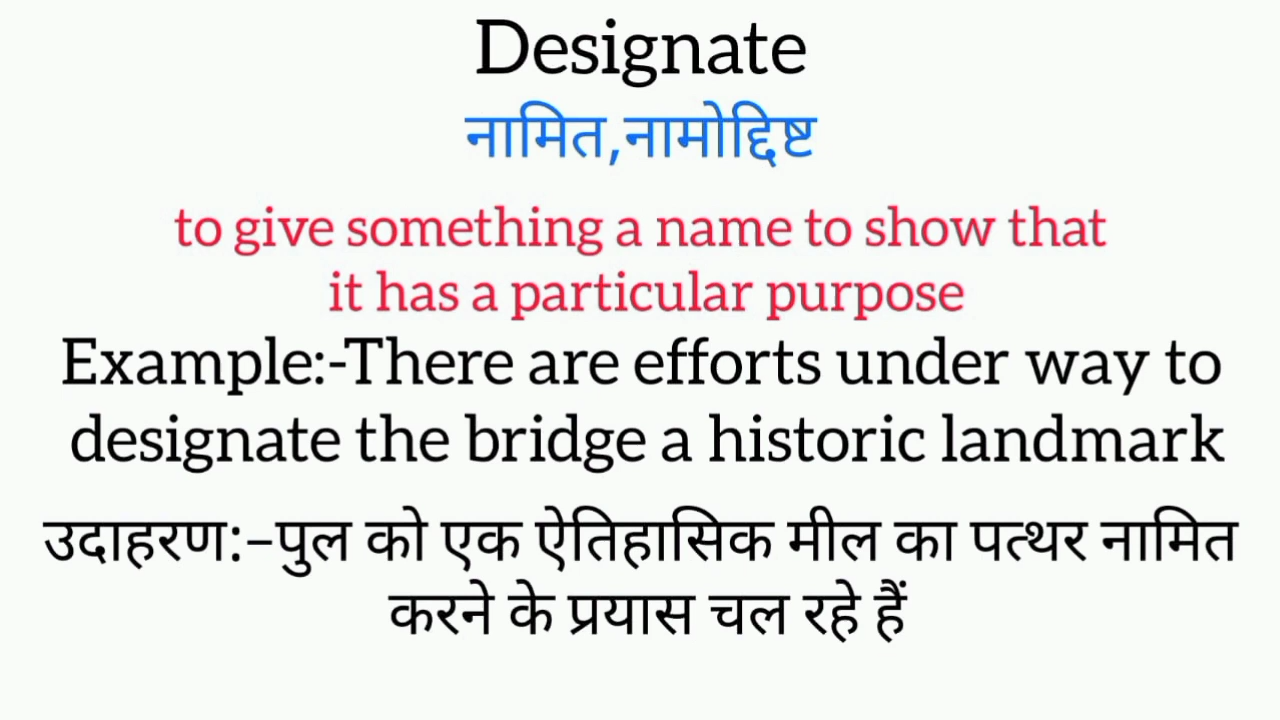 Designate
नामित,नामोद्दिष्ट
to give something a name to show that
it has a particular purpose
Example:-There are efforts under way to
designate the bridge a historic landmark
उदाहरण:–पुल को एक ऐतिहासिक मील का पत्थर नामित
करने के प्रयास चल रहे हैं